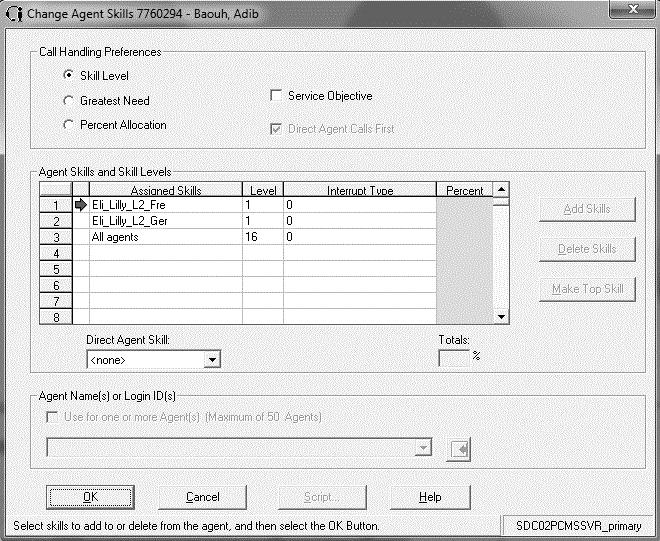 Change Agent Skills 7760294 - Baouh, Adib
Call Handling Preferences
Skill Level
Greatest Need
Percent Allocation
Service Objective
Direct Agent Calls First
Agent Skills and Skill Levels
Assigned Skills Level Interrupt Type Percent
1 Eli_Lilly_L2_Fre 1 0
2 Eli_Lilly_L2_Ger 1 0
3 All agents 16 0
4
5
6
7
8
Add Skills
Delete Skills
Make Top Skill
Direct Agent Skill:
<none>
Totals:
%
Agent Name(s) or Login ID(s)
Use for one or more Agent(s) (Maximum of 50 Agents)
OK Cancel Script... Help
Select skills to add to or delete from the agent, and then select the OK Button. SDC02PCMSSVR_primary